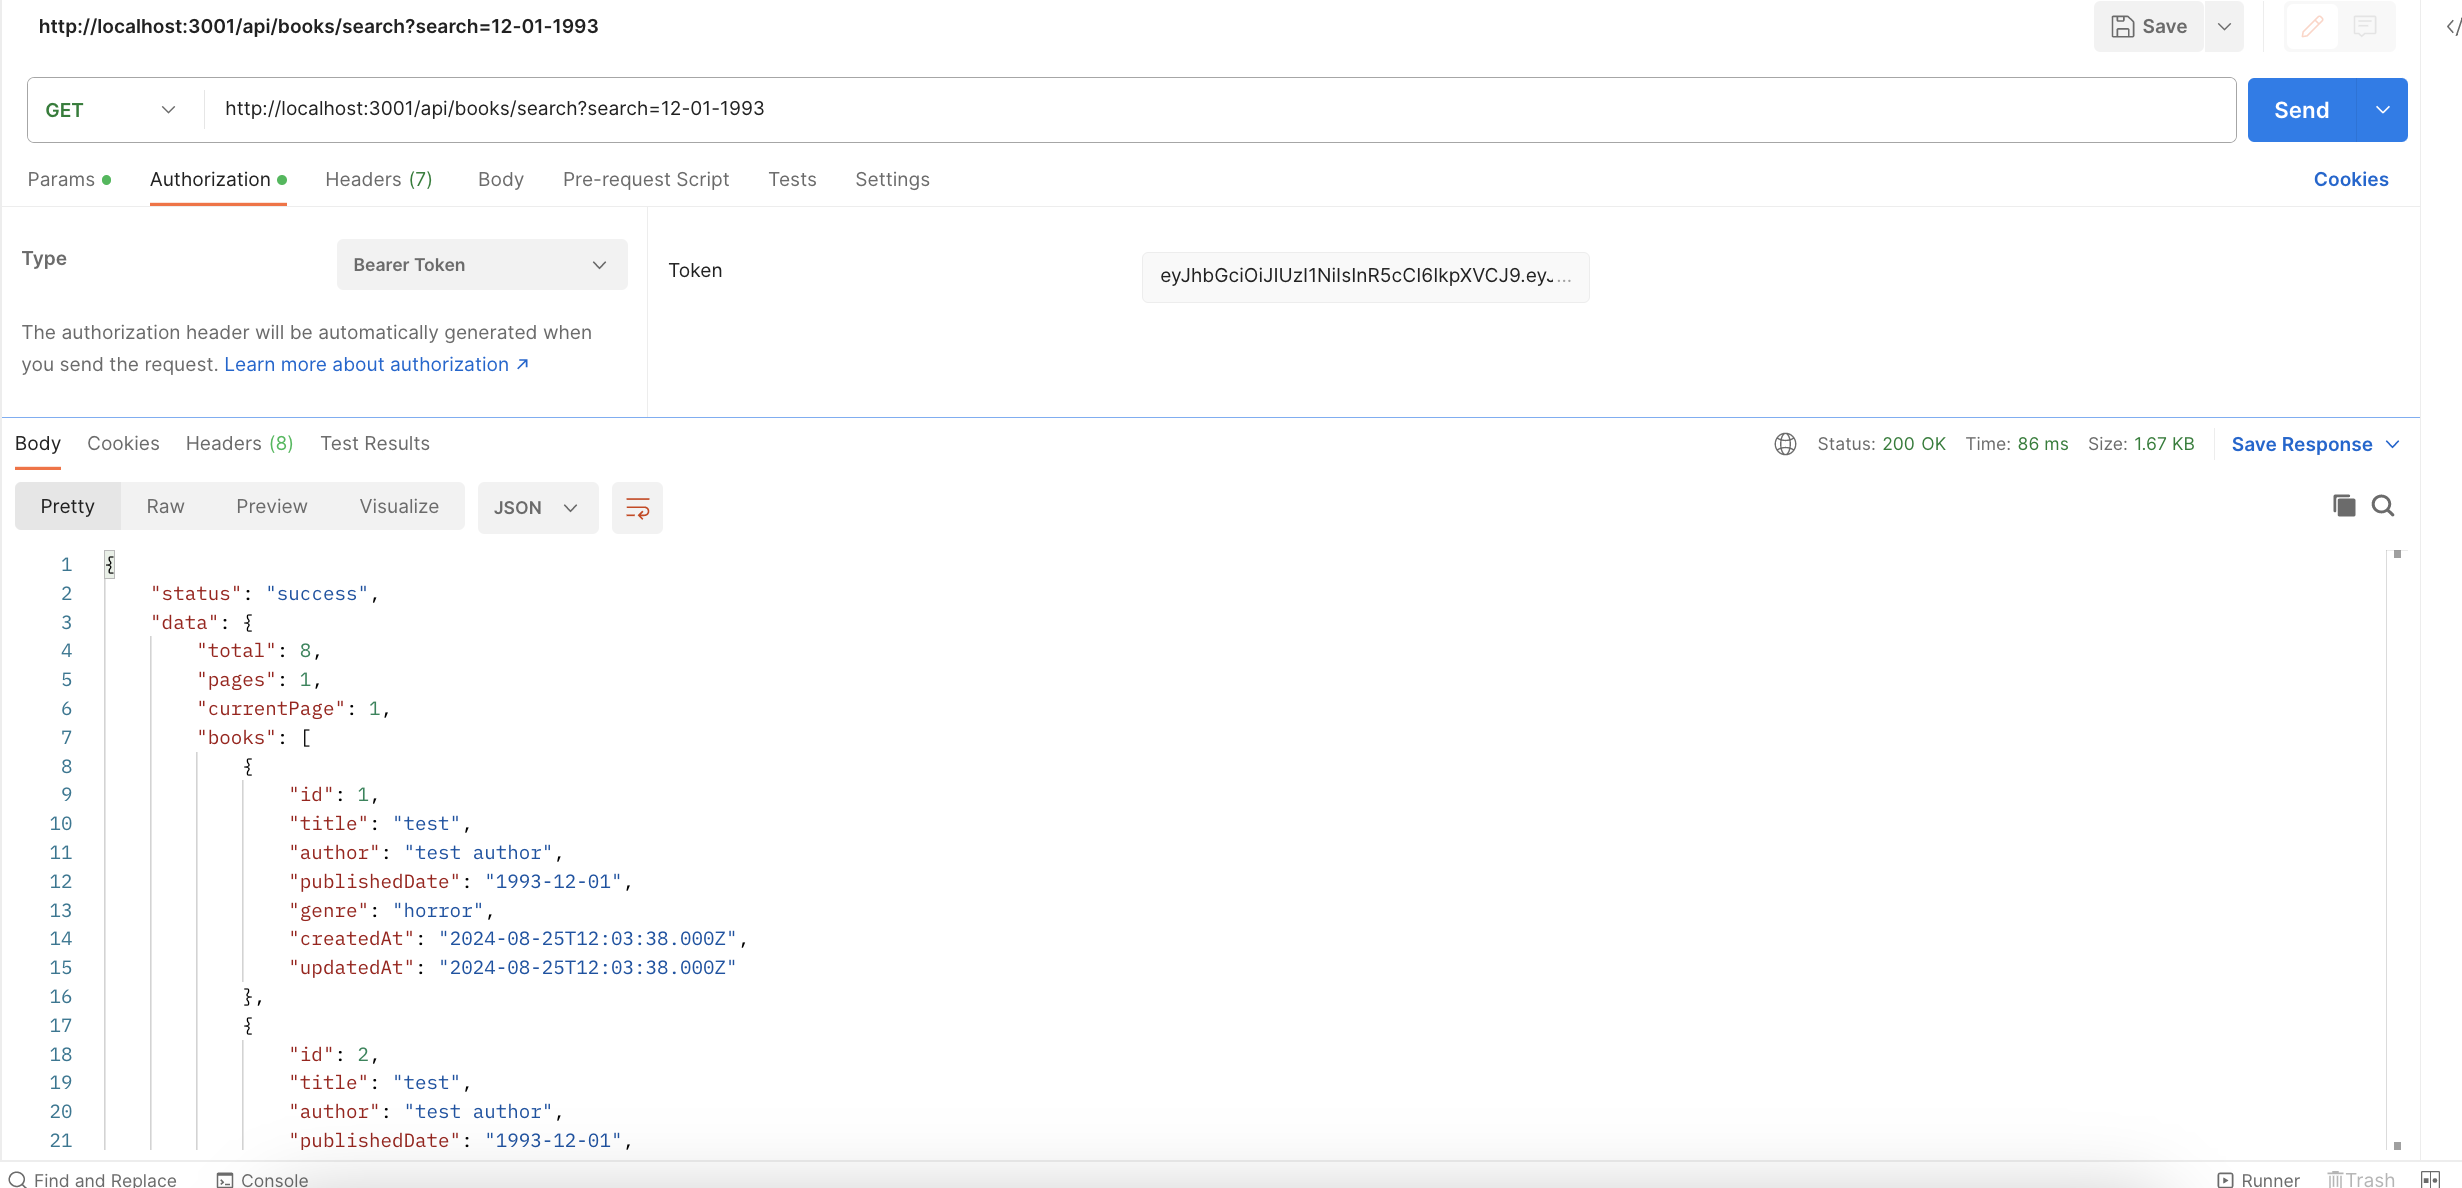 http://localhost:3001/api/books/search?search=12-01-1993
Save
GET http://localhost:3001/api/books/search?search=12-01-1993 Send
Params Authorization Headers (7) Body Pre-request Script Tests Settings Cookies
Type Bearer Token
Token eyJhbGciOiJIUzI1NiIsInR5cCI6IkpXVCJ9.eyJ...
The authorization header will be automatically generated when
you send the request. Learn more about authorization ↗
Body Cookies Headers (8) Test Results Status: 200 OK Time: 86 ms Size: 1.67 KB Save Response
Pretty Raw Preview Visualize JSON
1 {
2 "status": "success",
3 "data": {
4 "total": 8,
5 "pages": 1,
6 "currentPage": 1,
7 "books": [
8 {
9 "id": 1,
10 "title": "test",
11 "author": "test author",
12 "publishedDate": "1993-12-01",
13 "genre": "horror",
14 "createdAt": "2024-08-25T12:03:38.000Z",
15 "updatedAt": "2024-08-25T12:03:38.000Z"
16 },
17 {
18 "id": 2,
19 "title": "test",
20 "author": "test author",
21 "publishedDate": "1993-12-01",
Find and Replace Console Runner Trash